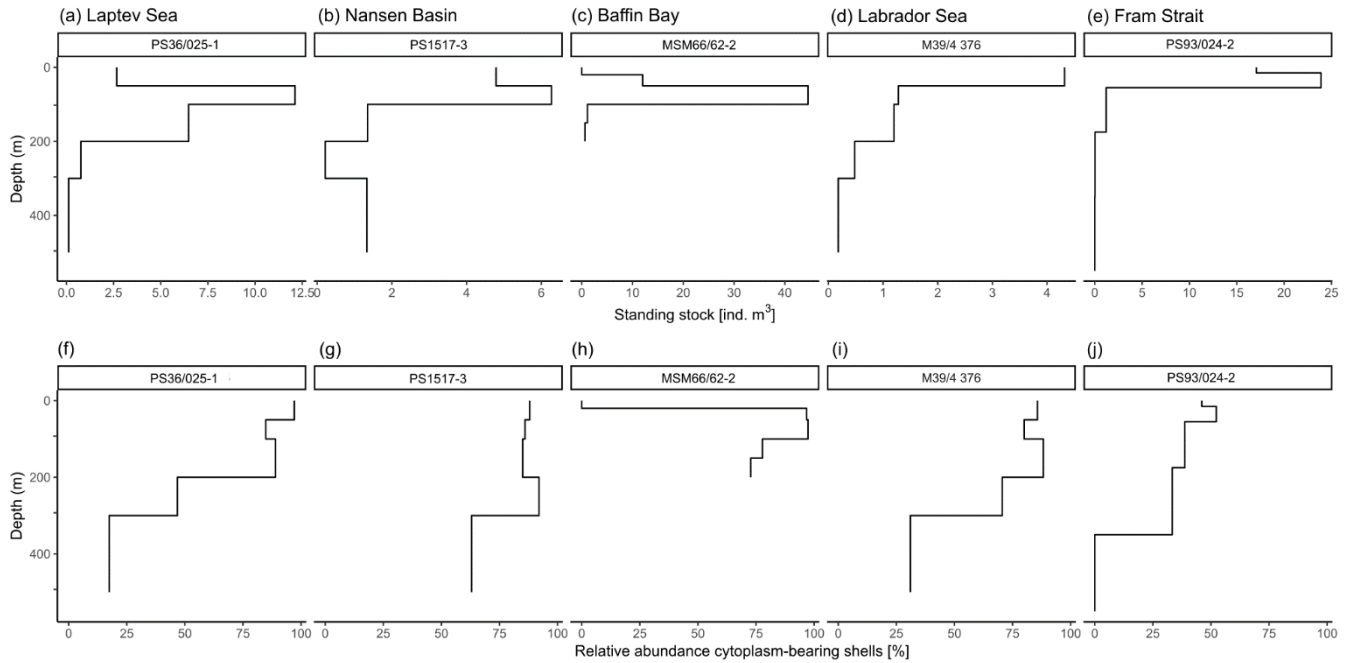 (a) Laptev Sea (b) Nansen Basin (c) Baffin Bay (d) Labrador Sea (e) Fram Strait
PS36/025-1 PS1517-3 MSM66/62-2 M39/4 376 PS93/024-2
0
200
400
Depth (m)
0.0 2.5 5.0 7.5 10.0 12.5 0 2 4 6 0 10 20 30 40 0 1 2 3 4 0 5 10 15 20 25
Standing stock [ind. m³]
(f) (g) (h) (i) (j)
PS36/025-1 PS1517-3 MSM66/62-2 M39/4 376 PS93/024-2
0
200
400
Depth (m)
0 25 50 75 100 0 25 50 75 100 0 25 50 75 100 0 25 50 75 100 0 25 50 75 100
Relative abundance cytoplasm-bearing shells [%]